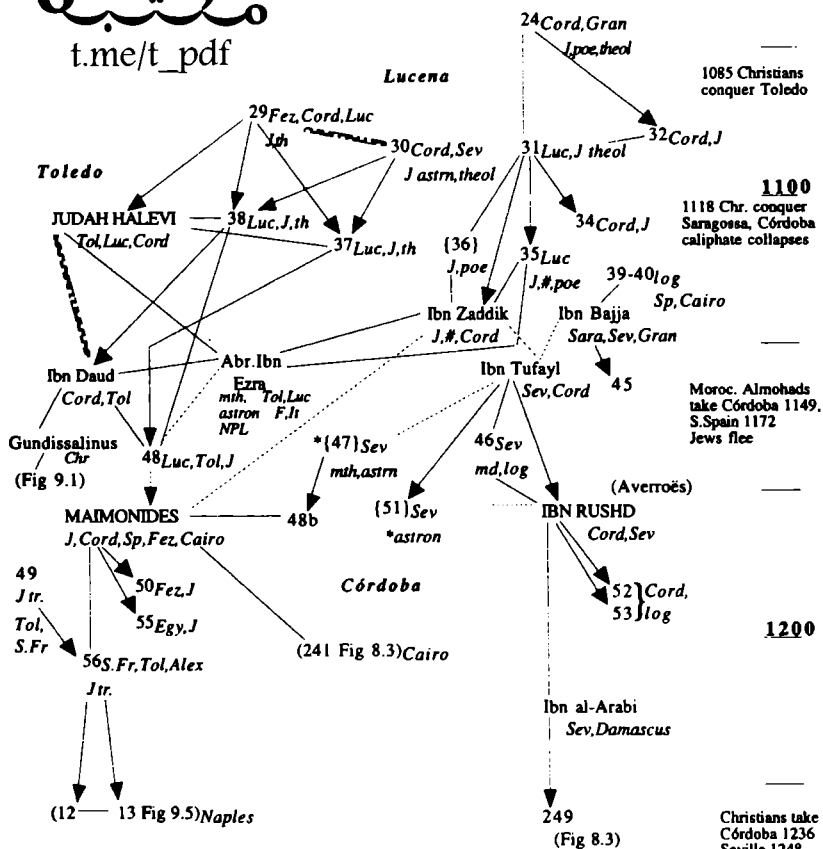 t.me/t_pdf
24Cord,Gran
J,poe,theol
1085 Christians
conquer Toledo
Lucena
29Fez,Cord,Luc
J,th
30Cord,Sev
J astrn,theol
31Luc,J theol
32Cord,J
Toledo
1100
1118 Chr. conquer
Saragossa, Córdoba
caliphate collapses
JUDAH HALEVI
Tol,Luc,Cord
38Luc,J,th
37Luc,J,th
{36}
J,poe
34Cord,J
35Luc
J,#,poe
39-40log
Sp,Cairo
Ibn Zaddik
J,#,Cord
Ibn Bajja
Sara,Sev,Gran
Ibn Daud
Cord,Tol
Abr.Ibn
Ezra
mth, Tol,Luc
astron F,It
NPL
Ibn Tufayl
Sev,Cord
45
Moroc. Almohads
take Córdoba 1149,
S.Spain 1172
Jews flee
Gundissalinus
Chr
(Fig 9.1)
48Luc,Tol,J
*{47}Sev
mth,astrn
46Sev
md,log
MAIMONIDES
J,Cord,Sp,Fez,Cairo
48b
{51}Sev
*astron
(Averroës)
IBN RUSHD
Cord,Sev
49
J tr.
Tol,
S.Fr
50Fez,J
55Egy,J
Córdoba
52
53
}Cord,
log
1200
56S.Fr,Tol,Alex
J tr.
(241 Fig 8.3)Cairo
Ibn al-Arabi
Sev,Damascus
(12 — 13 Fig 9.5)Naples
249
(Fig 8.3)
Christians take
Córdoba 1236
Seville 1248